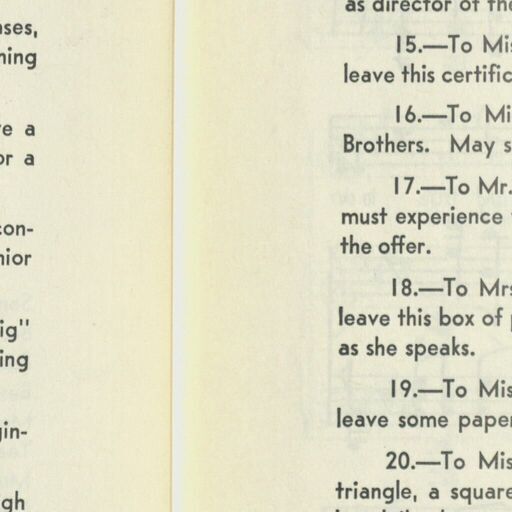 ases,
ning
re a
or a
con-
nior
ig"
ing
gin-
igh
as director of the
15.—To Mis
leave this certific
16.—To Mi
Brothers. May s
17.—To Mr.
must experience
the offer.
18.—To Mrs
leave this box of p
as she speaks.
19.—To Mis
leave some paper
20.—To Mis
triangle, a square